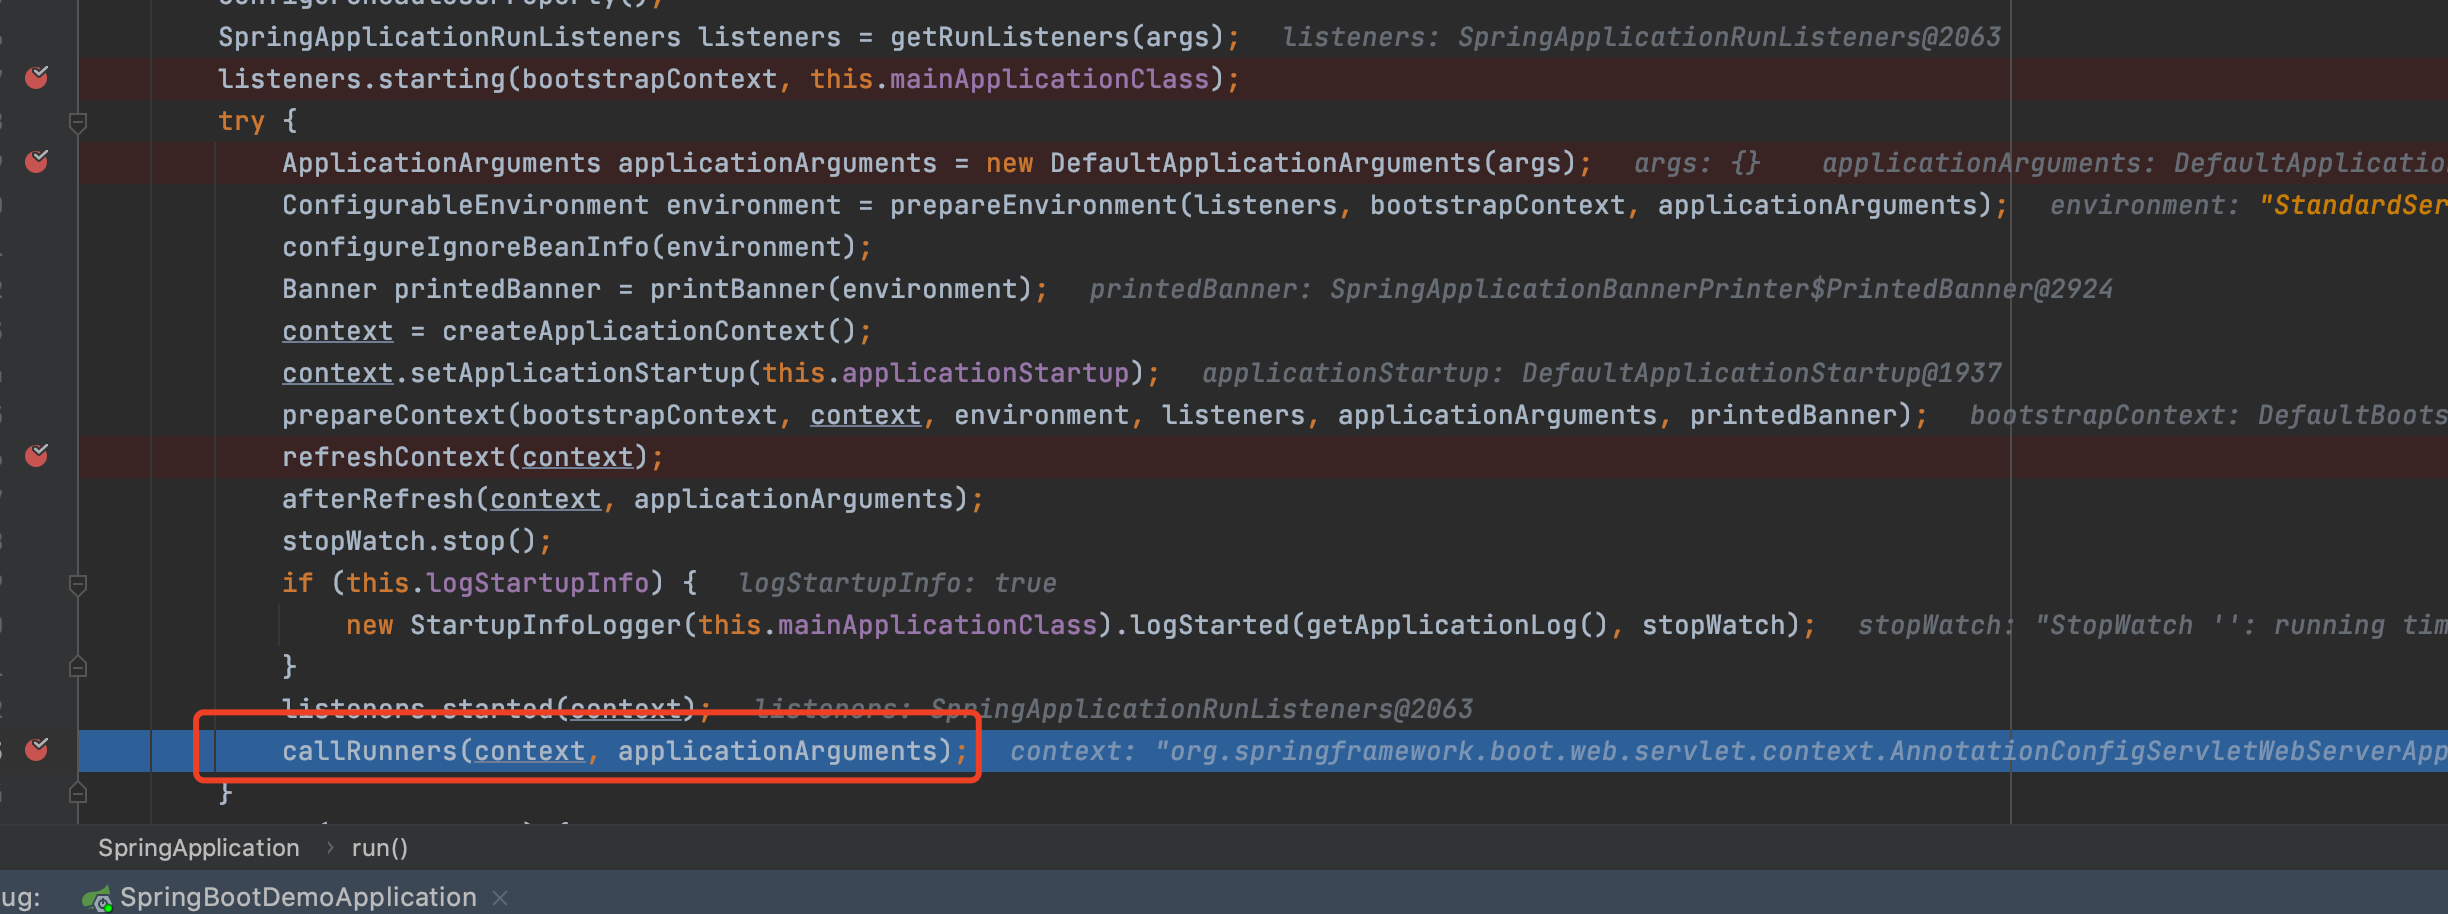 SpringApplicationRunListeners listeners = getRunListeners(args);  listeners: SpringApplicationRunListeners@2063
listeners.starting(bootstrapContext, this.mainApplicationClass);
try {
ApplicationArguments applicationArguments = new DefaultApplicationArguments(args);  args: {}  applicationArguments: DefaultApplicatio
ConfigurableEnvironment environment = prepareEnvironment(listeners, bootstrapContext, applicationArguments);  environment: "StandardSer
configureIgnoreBeanInfo(environment);
Banner printedBanner = printBanner(environment);  printedBanner: SpringApplicationBannerPrinter$PrintedBanner@2924
context = createApplicationContext();
context.setApplicationStartup(this.applicationStartup);  applicationStartup: DefaultApplicationStartup@1937
prepareContext(bootstrapContext, context, environment, listeners, applicationArguments, printedBanner);  bootstrapContext: DefaultBoots
refreshContext(context);
afterRefresh(context, applicationArguments);
stopWatch.stop();
if (this.logStartupInfo) {  logStartupInfo: true
new StartupInfoLogger(this.mainApplicationClass).logStarted(getApplicationLog(), stopWatch);  stopWatch: "StopWatch '': running tim
}
listeners.started(context);  listeners: SpringApplicationRunListeners@2063
callRunners(context, applicationArguments);  context: "org.springframework.boot.web.servlet.context.AnnotationConfigServletWebServerApp
}
SpringApplication > run()
ug: SpringBootDemoApplication ×